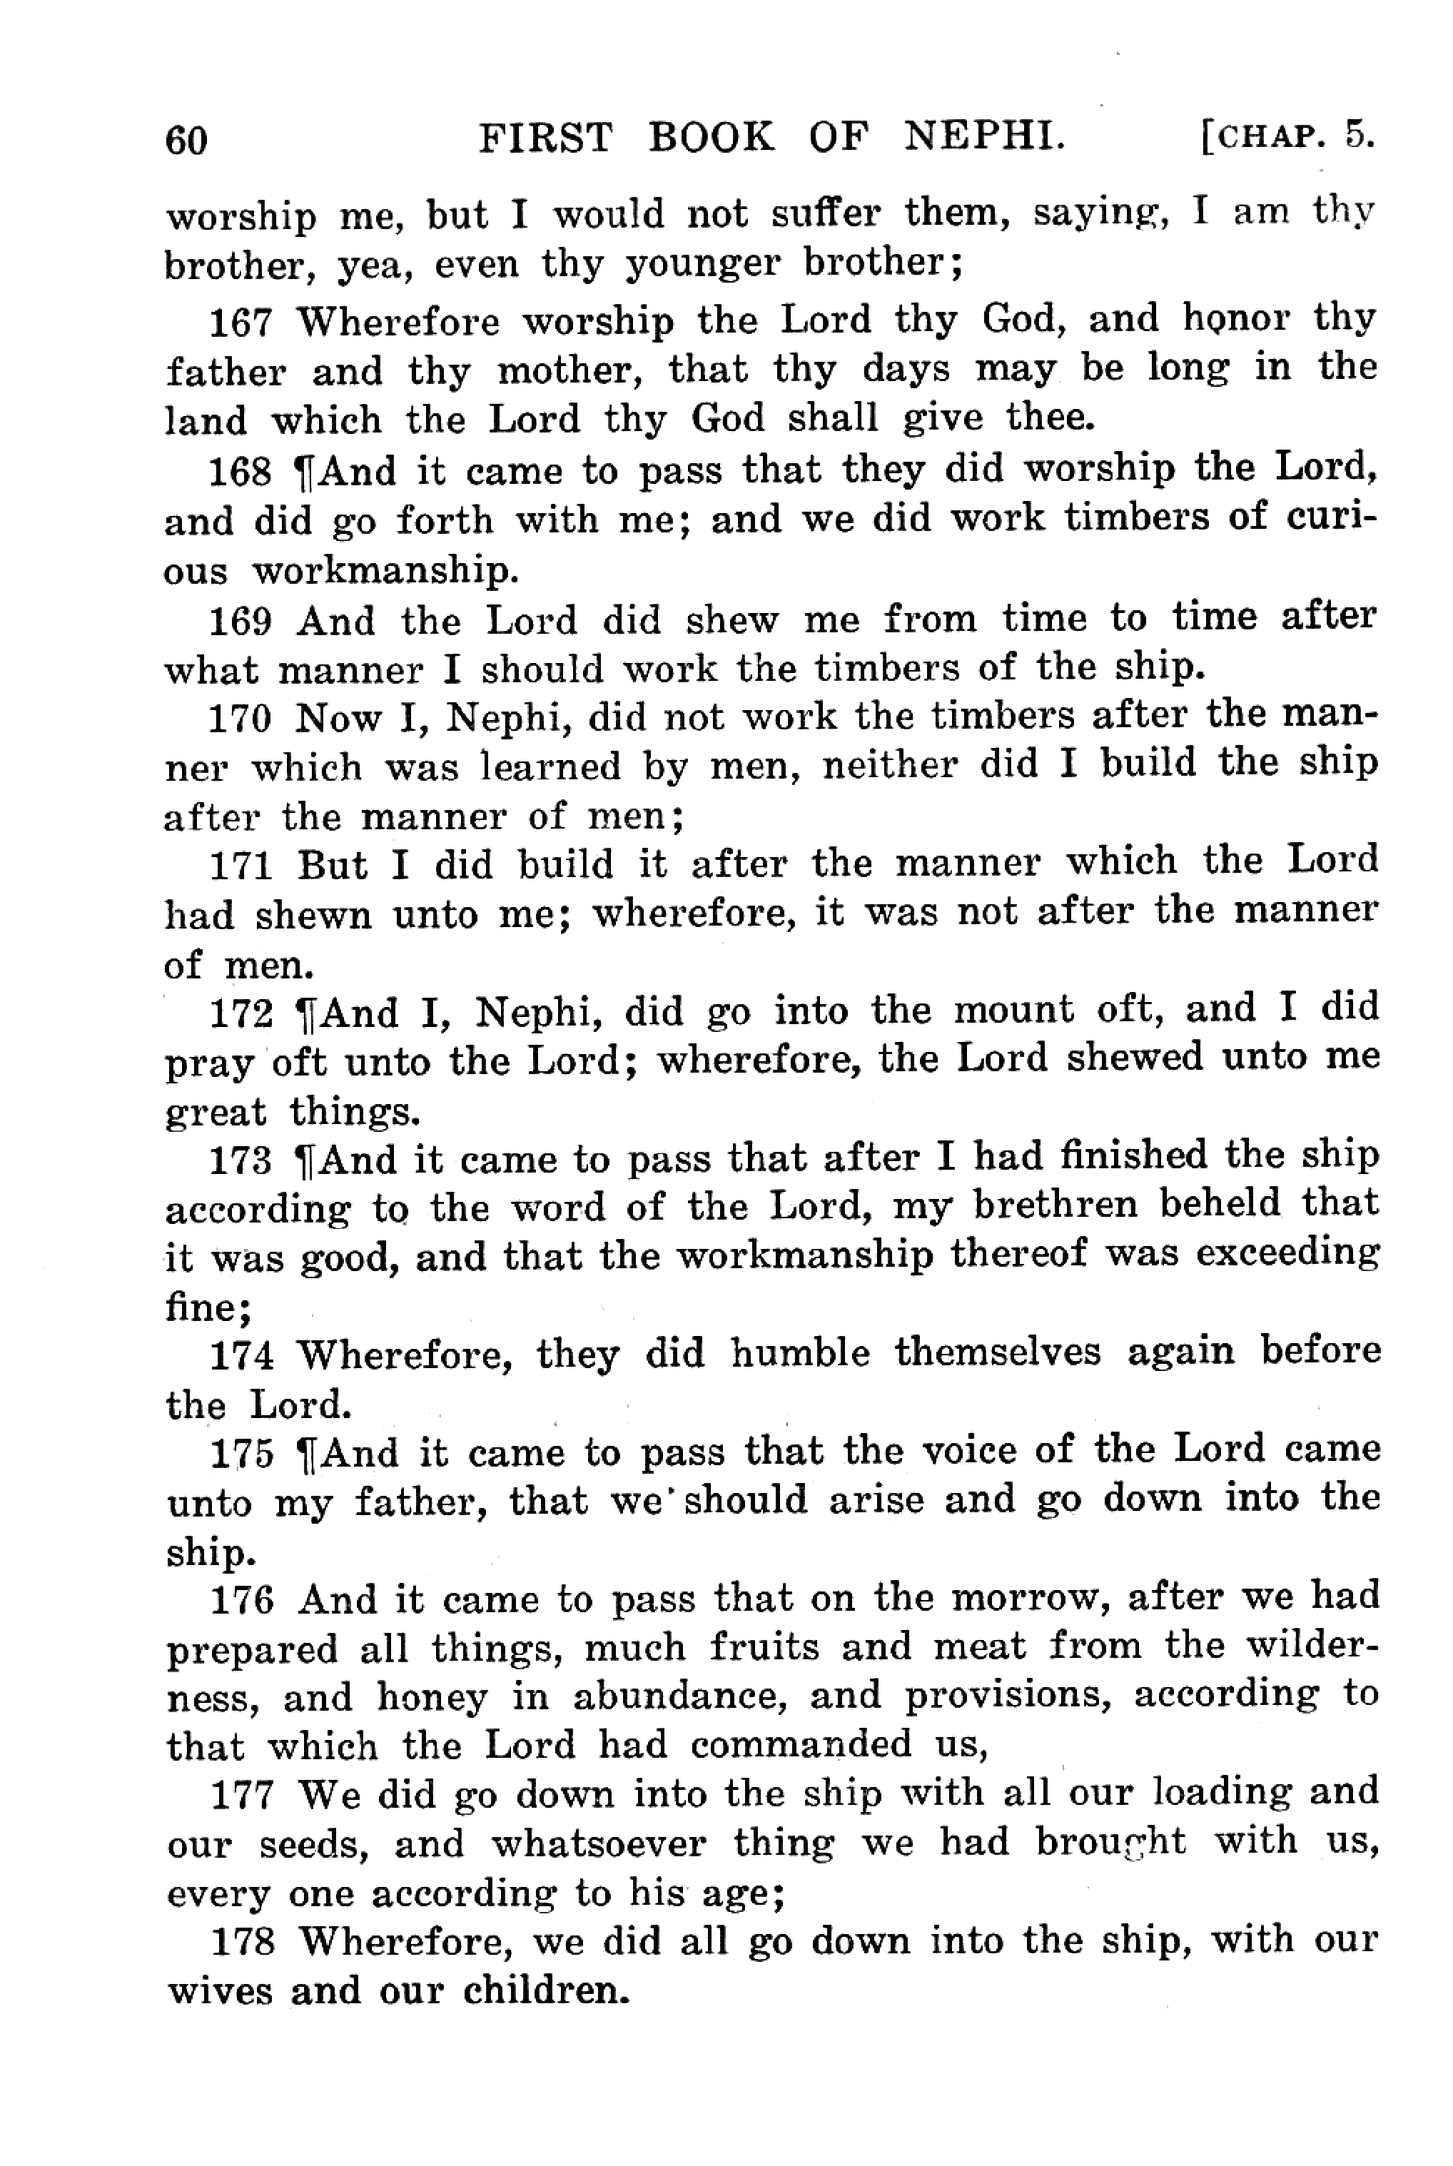 60 FIRST BOOK OF NEPHI. [CHAP. 5.
worship me, but I would not suffer them, saying, I am thy
brother, yea, even thy younger brother;
167 Wherefore worship the Lord thy God, and honor thy
father and thy mother, that thy days may be long in the
land which the Lord thy God shall give thee.
168 ¶And it came to pass that they did worship the Lord,
and did go forth with me; and we did work timbers of curi-
ous workmanship.
169 And the Lord did shew me from time to time after
what manner I should work the timbers of the ship.
170 Now I, Nephi, did not work the timbers after the man-
ner which was learned by men, neither did I build the ship
after the manner of men;
171 But I did build it after the manner which the Lord
had shewn unto me; wherefore, it was not after the manner
of men.
172 ¶And I, Nephi, did go into the mount oft, and I did
pray oft unto the Lord; wherefore, the Lord shewed unto me
great things.
173 ¶And it came to pass that after I had finished the ship
according to the word of the Lord, my brethren beheld that
it was good, and that the workmanship thereof was exceeding
fine;
174 Wherefore, they did humble themselves again before
the Lord.
175 ¶And it came to pass that the voice of the Lord came
unto my father, that we should arise and go down into the
ship.
176 And it came to pass that on the morrow, after we had
prepared all things, much fruits and meat from the wilder-
ness, and honey in abundance, and provisions, according to
that which the Lord had commanded us,
177 We did go down into the ship with all our loading and
our seeds, and whatsoever thing we had brought with us,
every one according to his age;
178 Wherefore, we did all go down into the ship, with our
wives and our children.